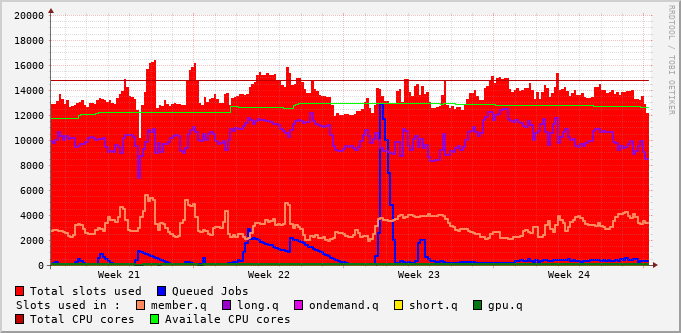 20000
18000
16000
14000
12000
10000
8000
6000
4000
2000
0
Week 21 Week 22 Week 23 Week 24
Total slots used Queued Jobs
Slots used in : member.q long.q ondemand.q short.q gpu.q
Total CPU cores Availale CPU cores
RRDTOOL / TOBI OETIKER